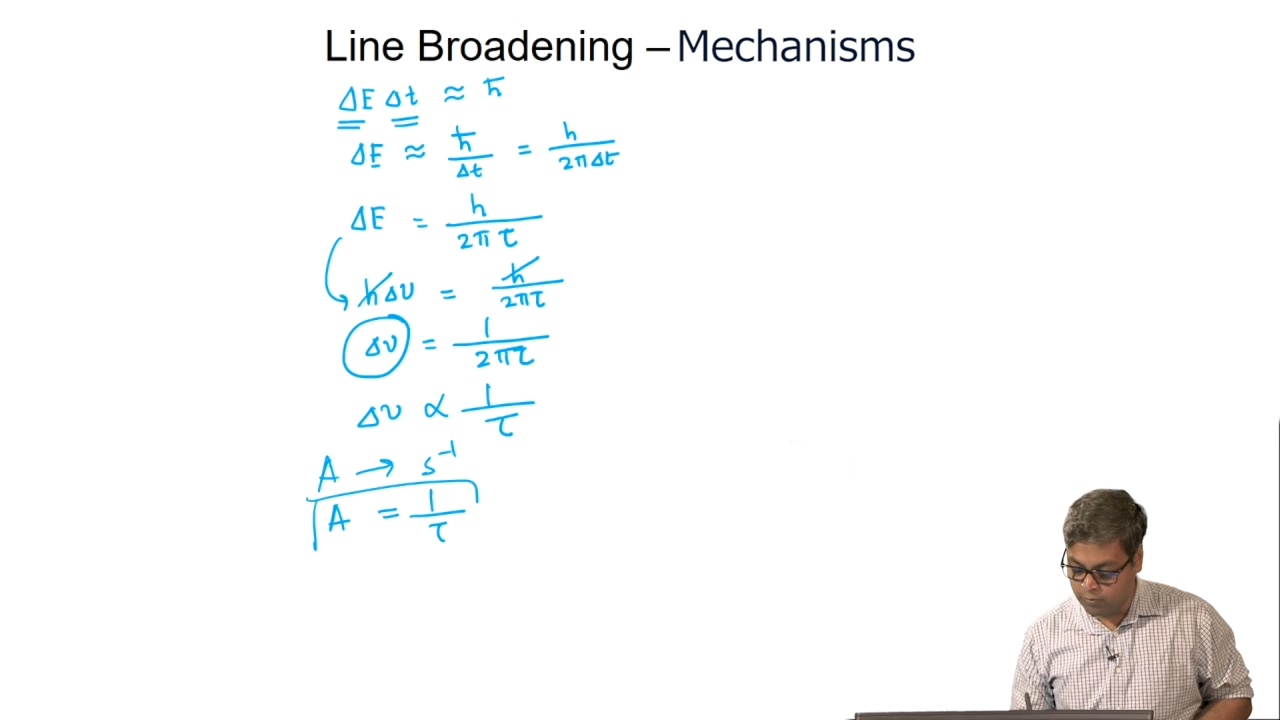 Line Broadening – Mechanisms
ΔE Δt ≈ ħ
ΔE ≈ ħ/Δt = h/2πΔt
ΔE = h/2πτ
hΔν = h/2πτ
Δν = 1/2πτ
Δν ∝ 1/τ
A → s⁻¹
A = 1/τ